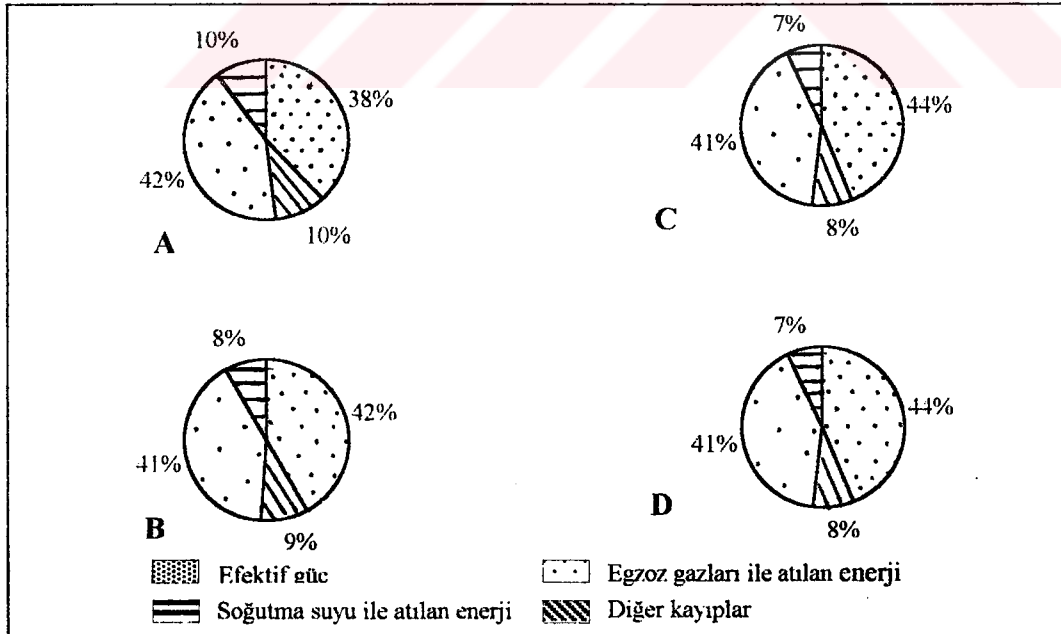 10%
38%
42%
10%
A
7%
44%
41%
8%
C
8%
42%
41%
9%
B
7%
44%
41%
8%
D
Efektif güç
Egzoz gazları ile atılan enerji
Soğutma suyu ile atılan enerji
Diğer kayıplar